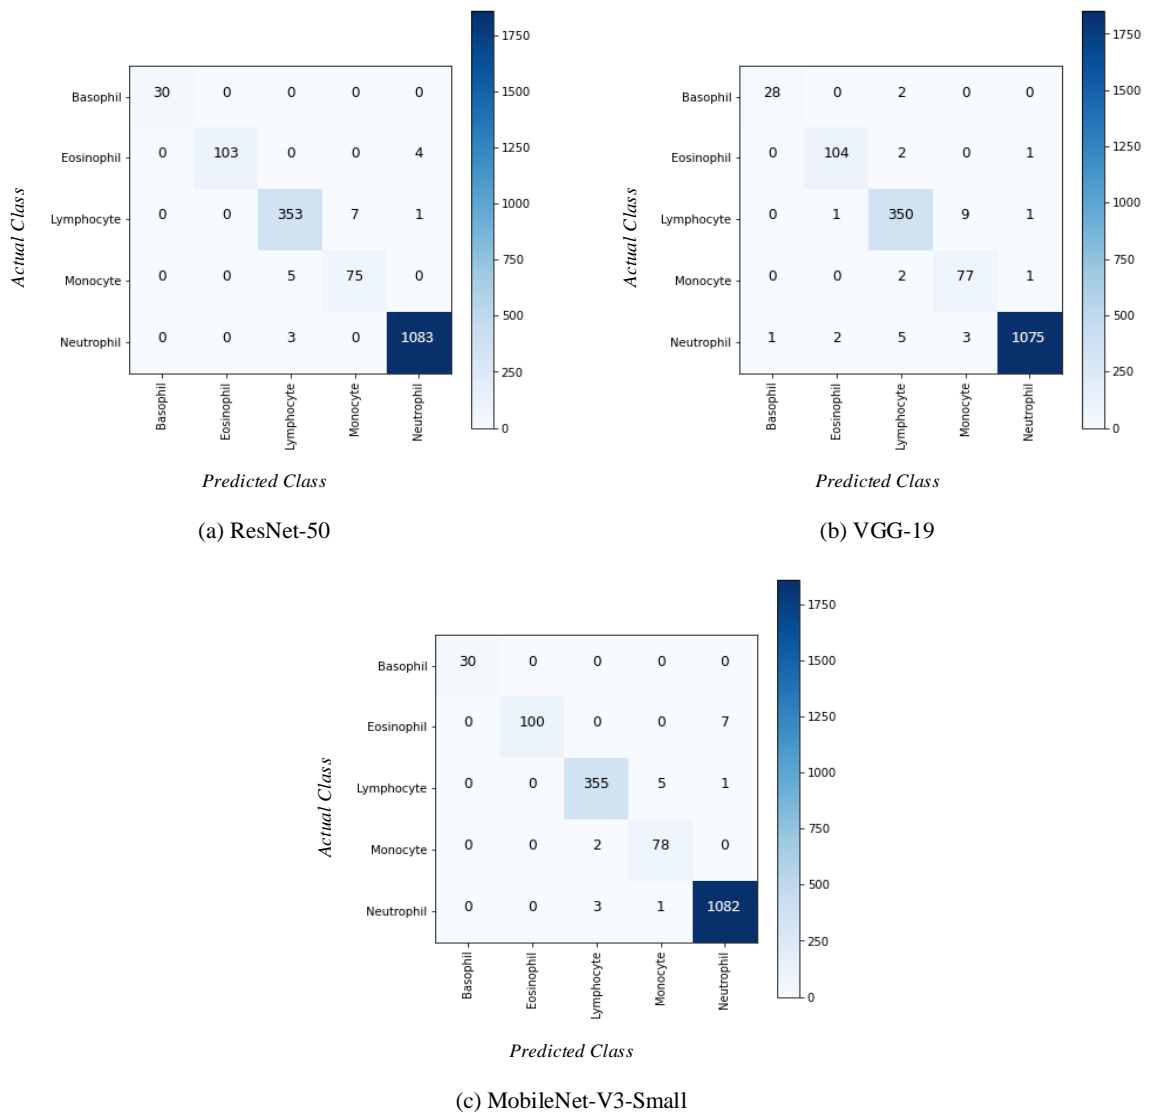 1750
1500
1250
1000
750
500
250
0
Basophil 30 0 0 0 0
Eosinophil 0 103 0 0 4
Lymphocyte 0 0 353 7 1
Monocyte 0 0 5 75 0
Neutrophil 0 0 3 0 1083
Actual Class
Basophil
Eosinophil
Lymphocyte
Monocyte
Neutrophil
Predicted Class
(a) ResNet-50
1750
1500
1250
1000
750
500
250
0
Basophil 28 0 2 0 0
Eosinophil 0 104 2 0 1
Lymphocyte 0 1 350 9 1
Monocyte 0 0 2 77 1
Neutrophil 1 2 5 3 1075
Actual Class
Basophil
Eosinophil
Lymphocyte
Monocyte
Neutrophil
Predicted Class
(b) VGG-19
1750
1500
1250
1000
750
500
250
0
Basophil 30 0 0 0 0
Eosinophil 0 100 0 0 7
Lymphocyte 0 0 355 5 1
Monocyte 0 0 2 78 0
Neutrophil 0 0 3 1 1082
Actual Class
Basophil
Eosinophil
Lymphocyte
Monocyte
Neutrophil
Predicted Class
(c) MobileNet-V3-Small